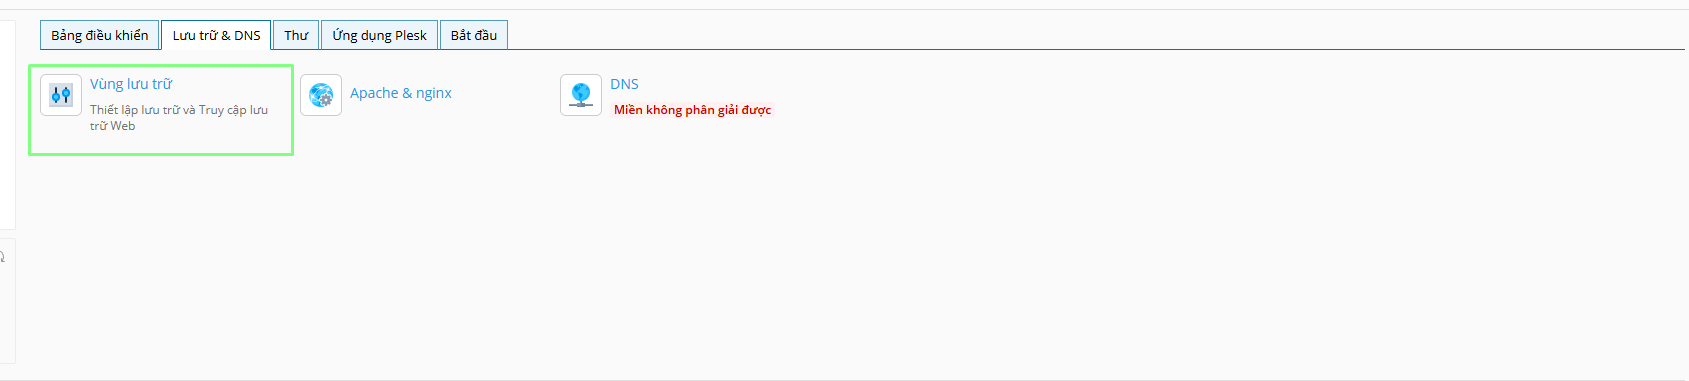 Bảng điều khiển
Lưu trữ & DNS
Thư
Ứng dụng Plesk
Bắt đầu
Vùng lưu trữ
Thiết lập lưu trữ và Truy cập lưu
trữ Web
Apache & nginx
DNS
Miền không phân giải được